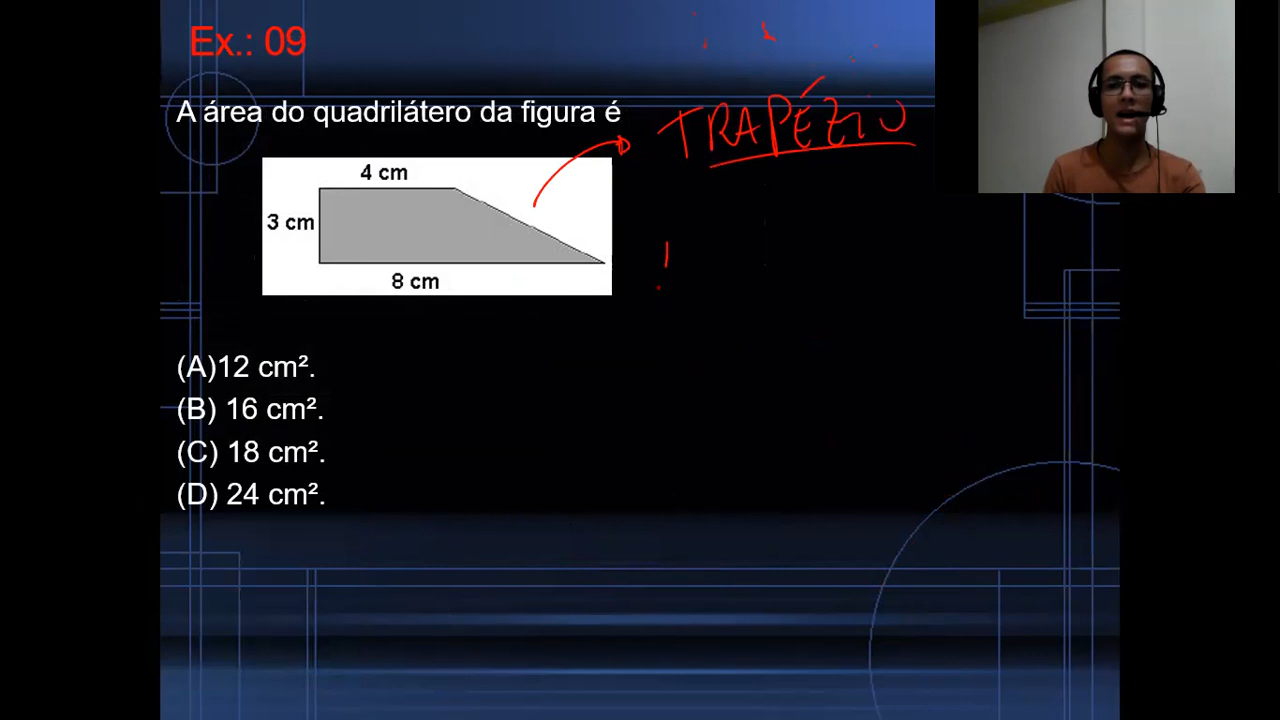 Ex.: 09
A área do quadrilátero da figura é
TRAPÉZIO
4 cm
3 cm
8 cm
(A)12 cm².
(B) 16 cm².
(C) 18 cm².
(D) 24 cm².